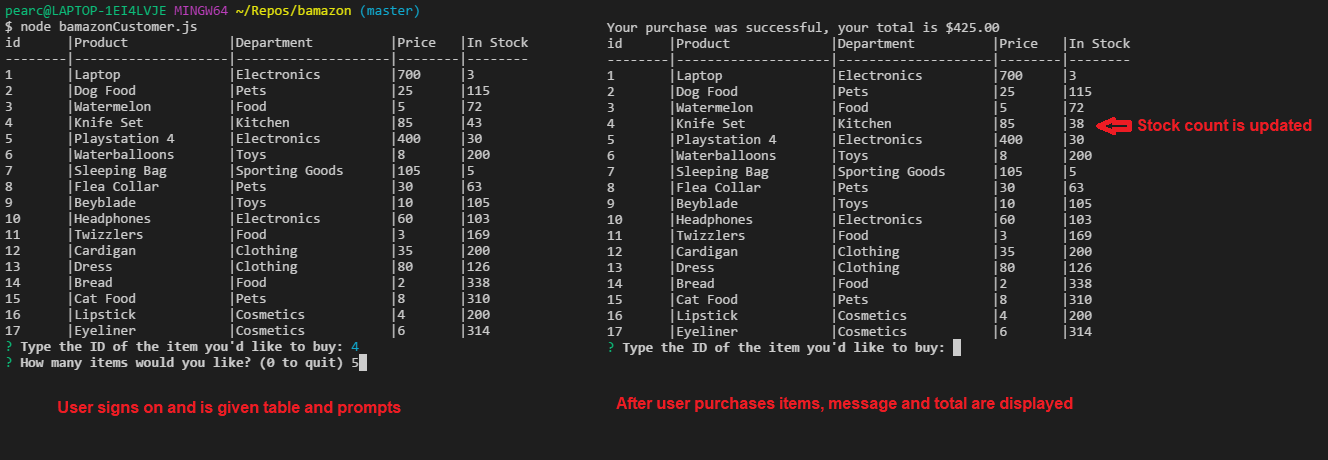 pearc@LAPTOP-1EI4LVJE MINGW64 ~/Repos/bamazon (master)
$ node bamazonCustomer.js
id      |Product             |Department          |Price   |In Stock
--------|--------------------|--------------------|--------|--------
1       |Laptop              |Electronics         |700     |3
2       |Dog Food            |Pets                |25      |115
3       |Watermelon          |Food                |5       |72
4       |Knife Set           |Kitchen             |85      |43
5       |Playstation 4       |Electronics         |400     |30
6       |Waterballoons       |Toys                |8       |200
7       |Sleeping Bag        |Sporting Goods      |105     |5
8       |Flea Collar         |Pets                |30      |63
9       |Beyblade            |Toys                |10      |105
10      |Headphones          |Electronics         |60      |103
11      |Twizzlers           |Food                |3       |169
12      |Cardigan            |Clothing            |35      |200
13      |Dress               |Clothing            |80      |126
14      |Bread               |Food                |2       |338
15      |Cat Food            |Pets                |8       |310
16      |Lipstick            |Cosmetics           |4       |200
17      |Eyeliner            |Cosmetics           |6       |314
? Type the ID of the item you'd like to buy: 4
? How many items would you like? (0 to quit) 5
User signs on and is given table and prompts
Your purchase was successful, your total is $425.00
id      |Product             |Department          |Price   |In Stock
--------|--------------------|--------------------|--------|--------
1       |Laptop              |Electronics         |700     |3
2       |Dog Food            |Pets                |25      |115
3       |Watermelon          |Food                |5       |72
4       |Knife Set           |Kitchen             |85      |38
Stock count is updated
5       |Playstation 4       |Electronics         |400     |30
6       |Waterballoons       |Toys                |8       |200
7       |Sleeping Bag        |Sporting Goods      |105     |5
8       |Flea Collar         |Pets                |30      |63
9       |Beyblade            |Toys                |10      |105
10      |Headphones          |Electronics         |60      |103
11      |Twizzlers           |Food                |3       |169
12      |Cardigan            |Clothing            |35      |200
13      |Dress               |Clothing            |80      |126
14      |Bread               |Food                |2       |338
15      |Cat Food            |Pets                |8       |310
16      |Lipstick            |Cosmetics           |4       |200
17      |Eyeliner            |Cosmetics           |6       |314
? Type the ID of the item you'd like to buy:
After user purchases items, message and total are displayed